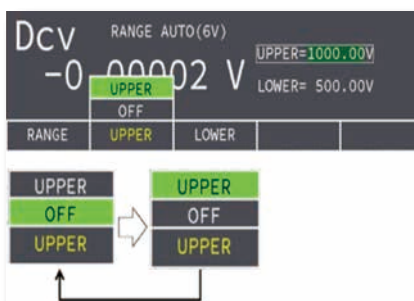 DCV RANGE AUTO(6V)
UPPER=1000.00V
-0.00002 V
LOWER= 500.00V
UPPER
OFF
RANGE UPPER LOWER
UPPER UPPER
OFF OFF
UPPER UPPER